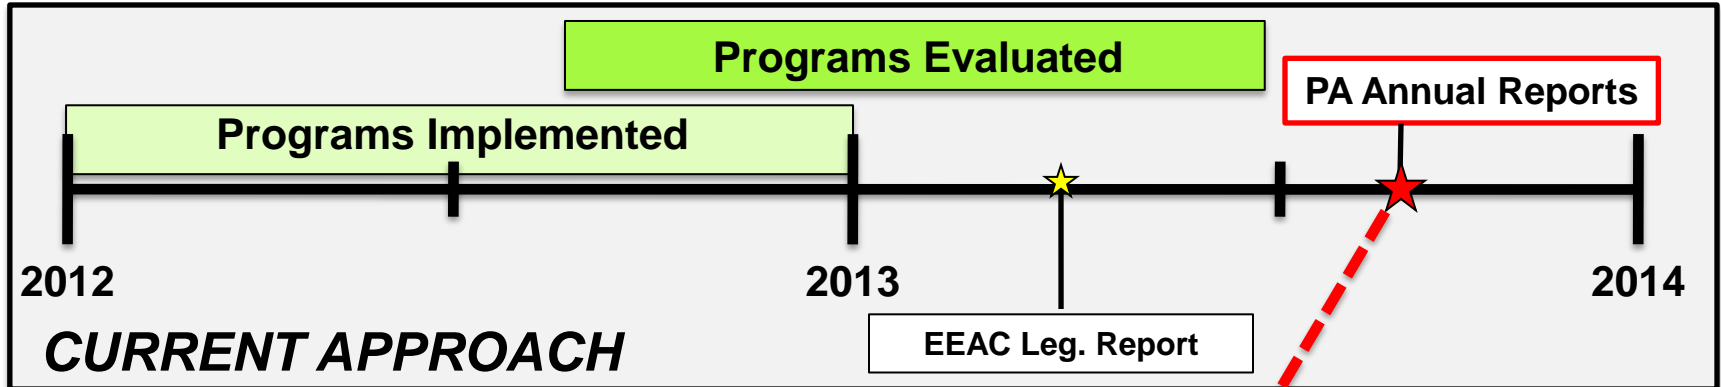 Programs Evaluated
PA Annual Reports
Programs Implemented
2012
2013
2014
EEAC Leg. Report
CURRENT APPROACH